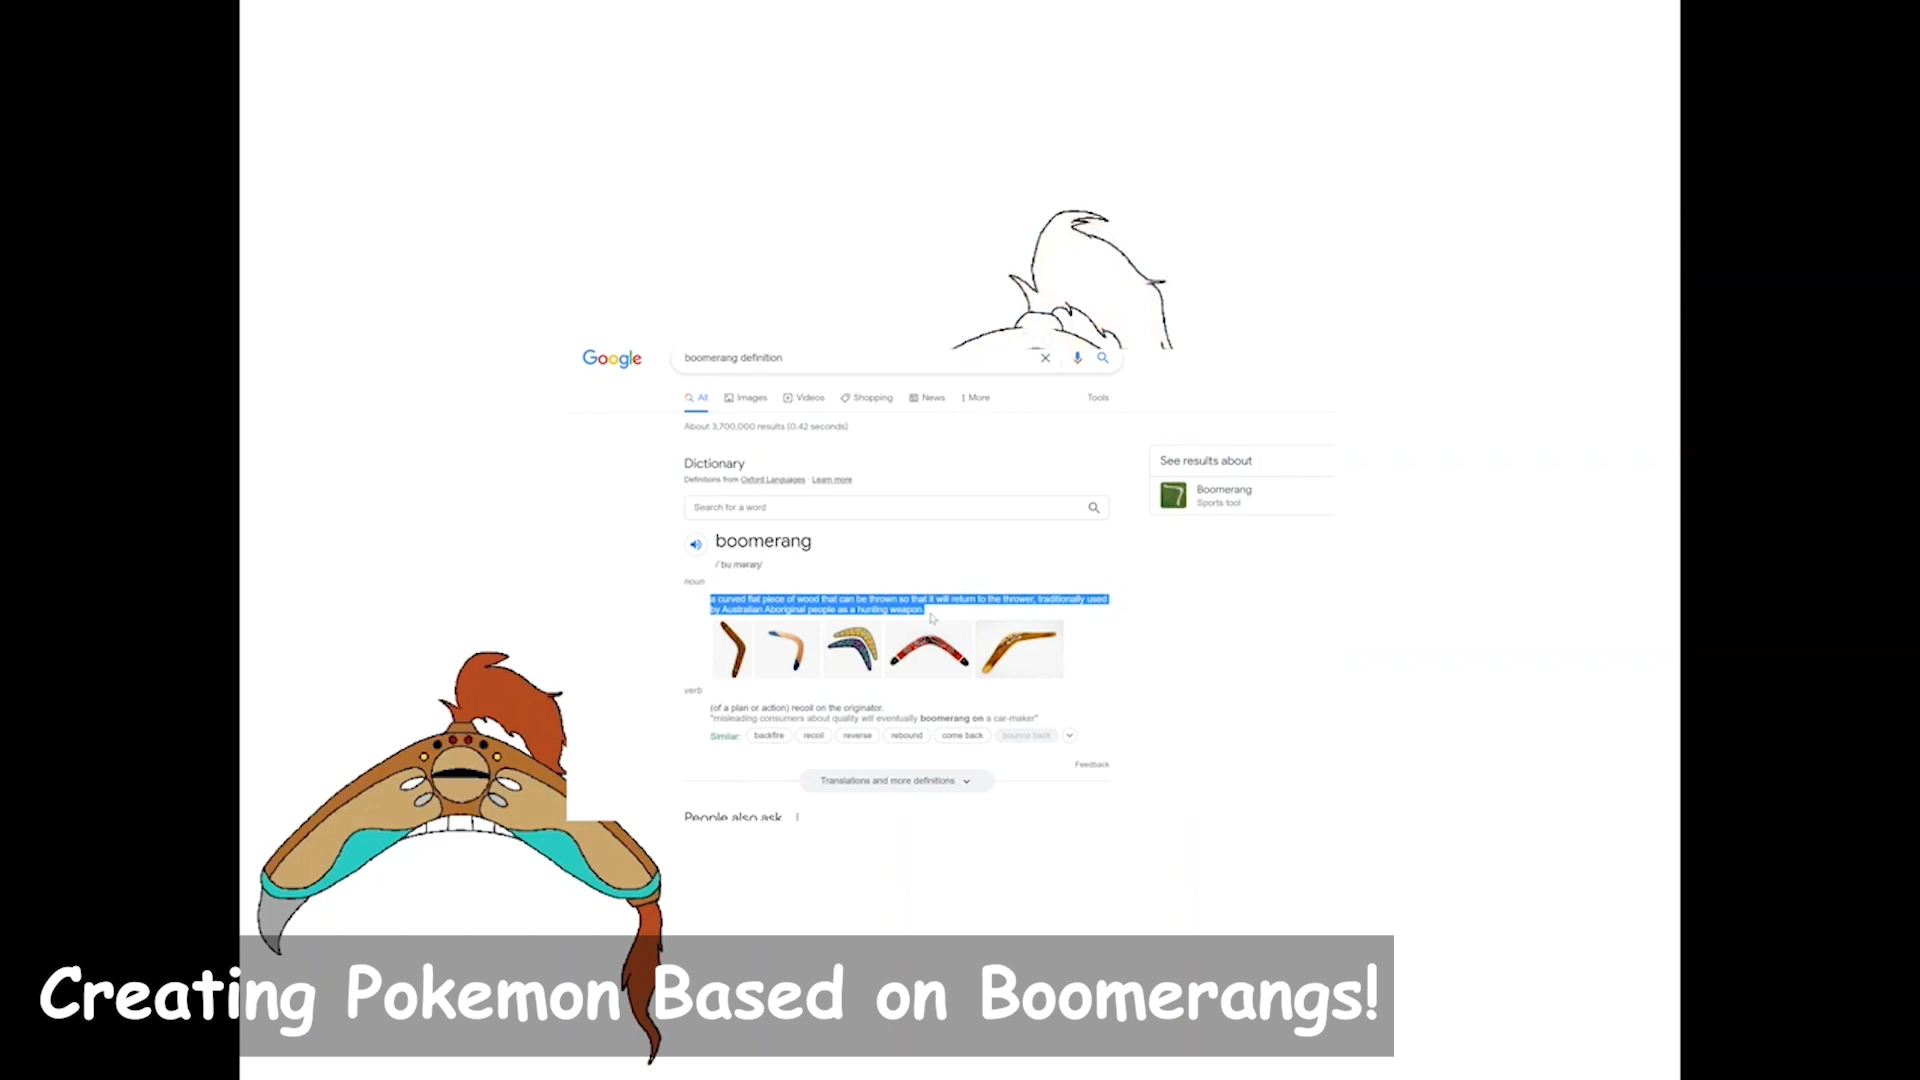 Google
boomerang definition
All Images Videos Shopping News More Tools
About 3,700,000 results (0.42 seconds)
See results about
Boomerang
Sports tool
Dictionary
Definitions from Oxford Languages · Learn more
Search for a word
boomerang
/ˈbuːməraŋ/
noun
a curved flat piece of wood that can be thrown so that it will return to the thrower, traditionally used
by Australian Aboriginal people as a hunting weapon.
verb
(of a plan or action) recoil on the originator.
"misleading consumers about quality will eventually boomerang on a car-maker"
Similar: backfire recoil reverse rebound come back bounce back
Feedback
Translations and more definitions
People also ask
Creating Pokemon Based on Boomerangs!